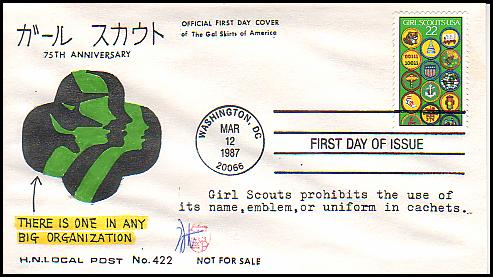 ガール スカウト
75TH ANNIVERSARY
OFFICIAL FIRST DAY COVER
of The Gal Skirts of America
GIRL SCOUTS USA
22
WASHINGTON, DC
MAR
12
1987
20066
FIRST DAY OF ISSUE
Girl Scouts prohibits the use of
its name, emblem, or uniform in cachets.
THERE IS ONE IN ANY
BIG ORGANIZATION
H.N. LOCAL POST No. 422 NOT FOR SALE